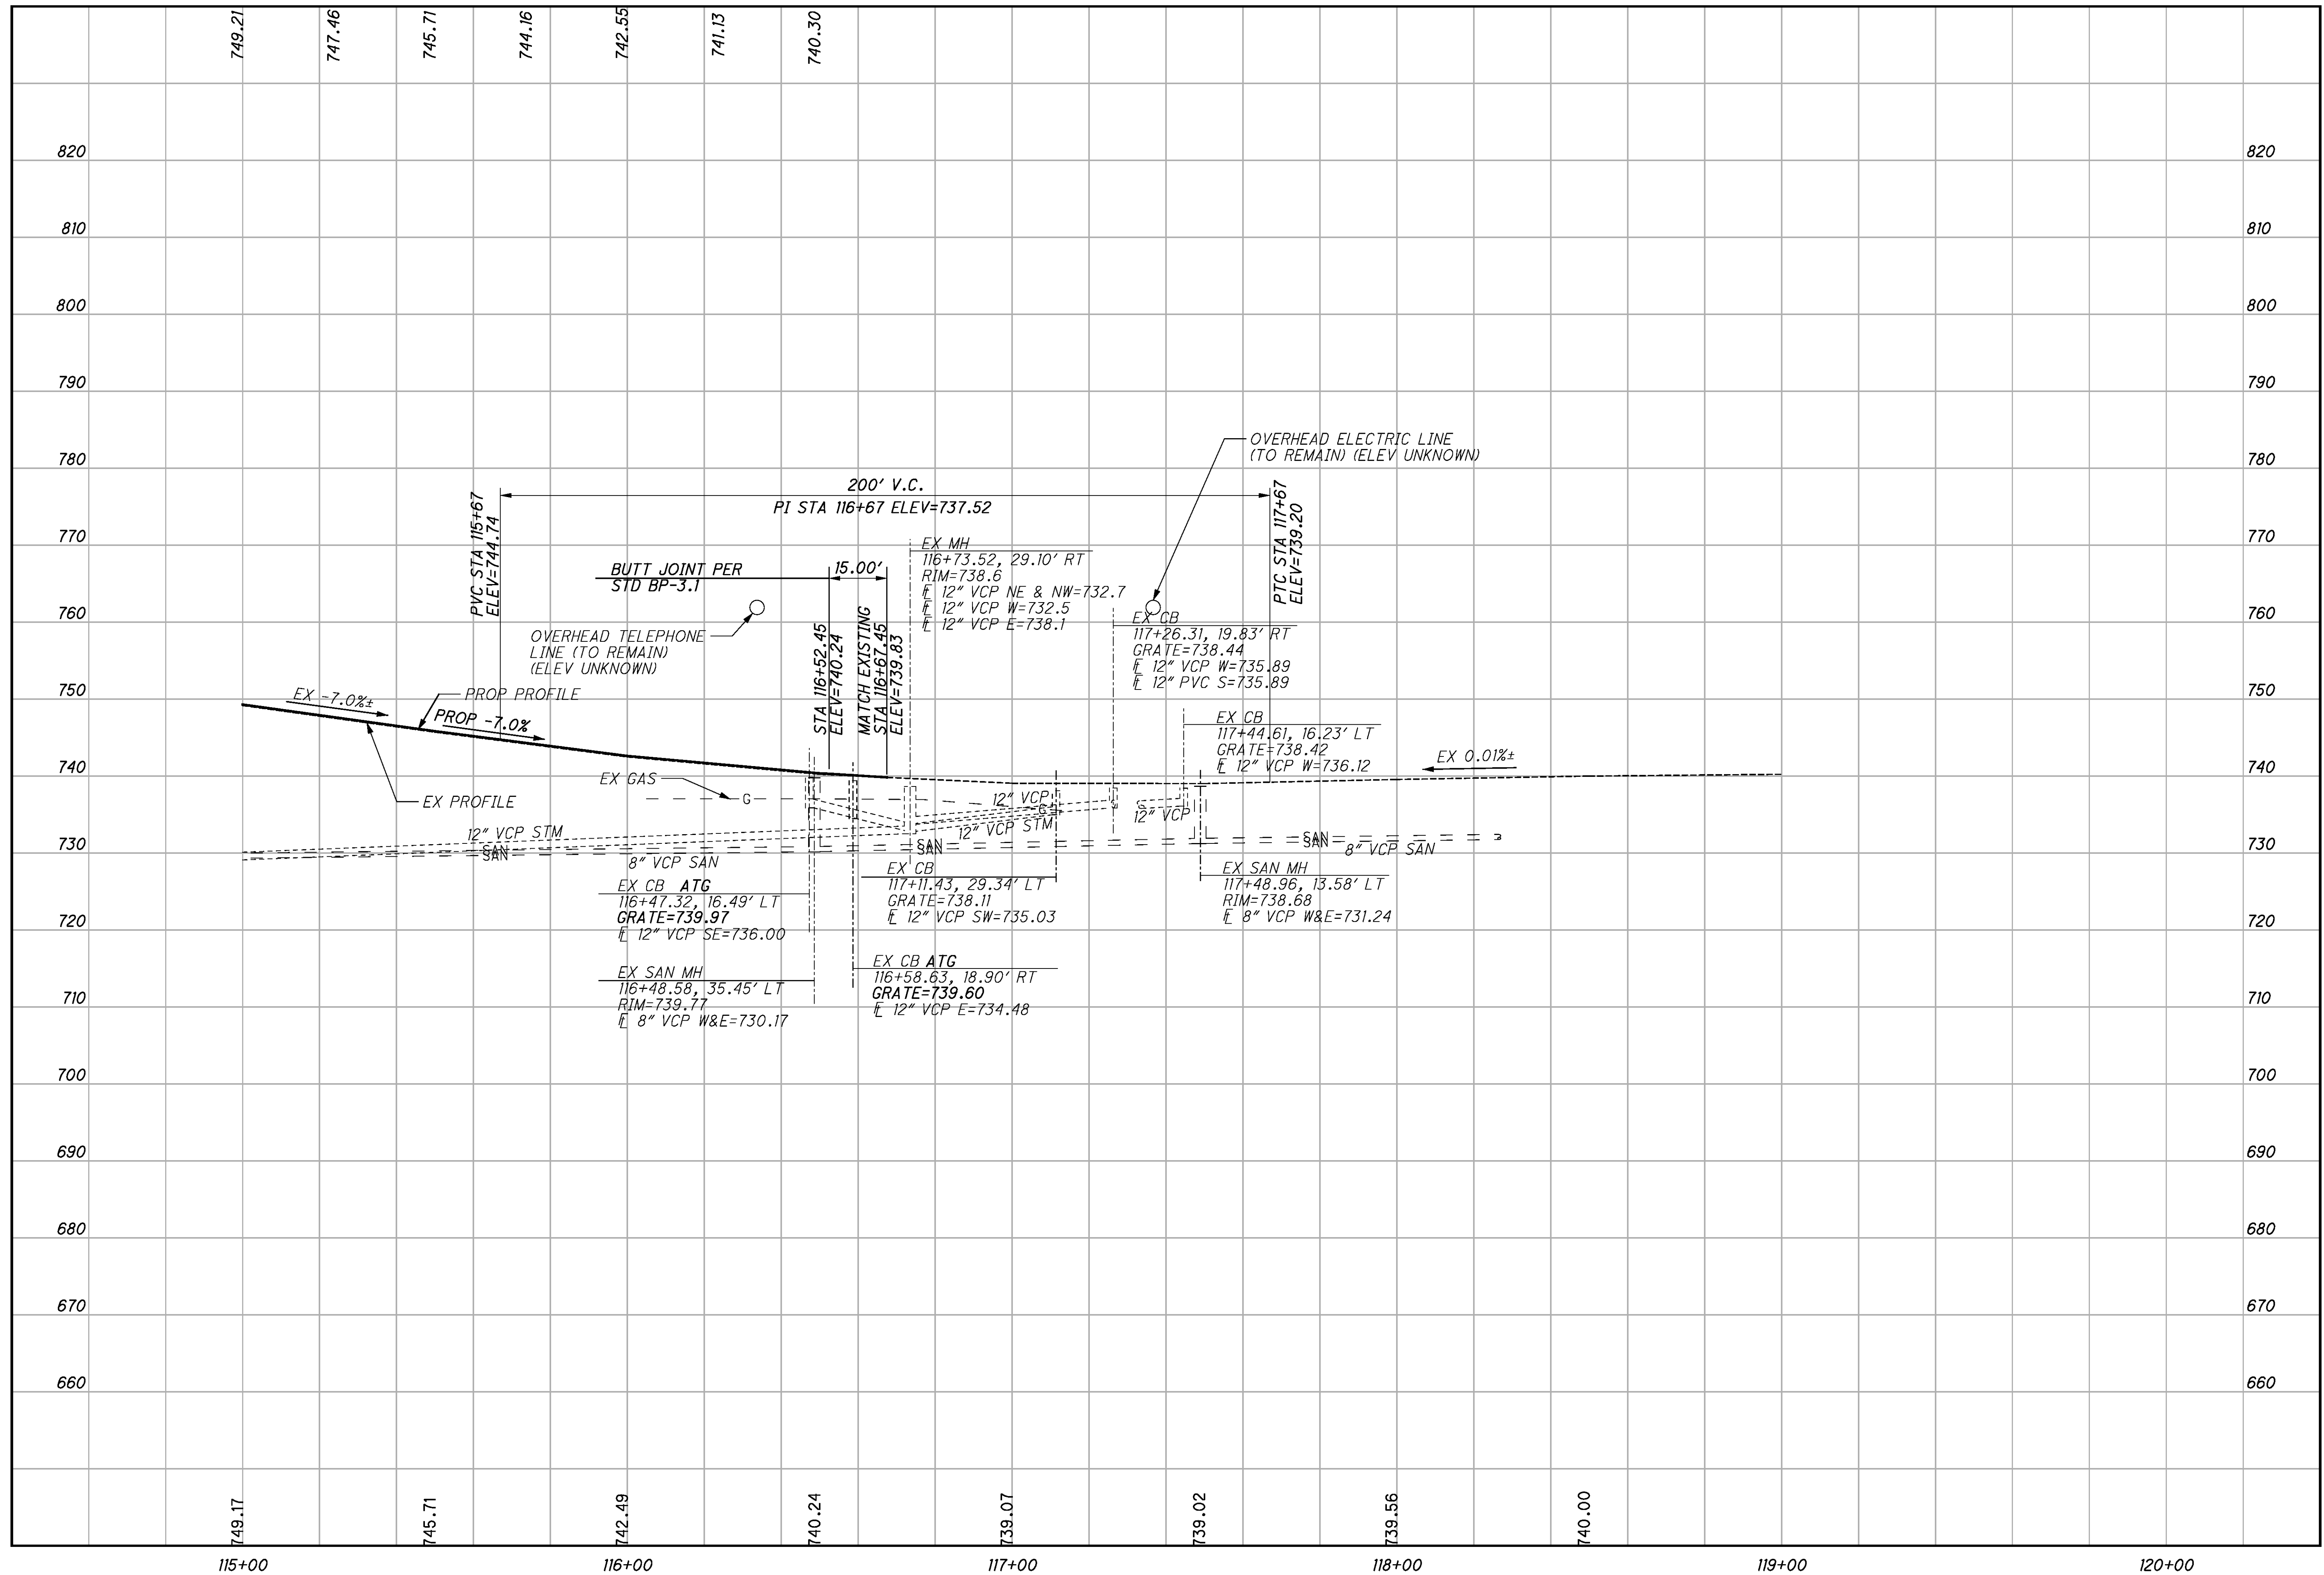 749.21
747.46
745.71
744.16
742.55
741.13
740.30
820
820
810
810
800
800
790
790
780
780
770
770
760
760
750
750
740
740
730
730
720
720
710
710
700
700
690
690
680
680
670
670
660
660
OVERHEAD ELECTRIC LINE
(TO REMAIN) (ELEV UNKNOWN)
200' V.C.
PI STA 116+67 ELEV=737.52
PVC STA 115+67
ELEV=744.74
PTC STA 117+67
ELEV=739.20
BUTT JOINT PER
STD BP-3.1
15.00'
EX MH
116+73.52, 29.10' RT
RIM=738.6
FL 12" VCP NE & NW=732.7
FL 12" VCP W=732.5
FL 12" VCP E=738.1
EX CB
117+26.31, 19.83' RT
GRATE=738.44
FL 12" VCP W=735.89
FL 12" PVC S=735.89
OVERHEAD TELEPHONE
LINE (TO REMAIN)
(ELEV UNKNOWN)
STA 116+52.45
ELEV=740.24
MATCH EXISTING
STA 116+67.45
ELEV=739.83
EX -7.0%±
PROP PROFILE
PROP -7.0%
EX CB
117+44.61, 16.23' LT
GRATE=738.42
FL 12" VCP W=736.12
EX 0.01%±
EX GAS
G
EX PROFILE
12" VCP
G
12" VCP
12" VCP STM
12" VCP STM
SAN
SAN
SAN
SAN
SAN
SAN
8" VCP SAN
8" VCP SAN
EX CB ATG
116+47.32, 16.49' LT
GRATE=739.97
FL 12" VCP SE=736.00
EX CB
117+11.43, 29.34' LT
GRATE=738.11
FL 12" VCP SW=735.03
EX SAN MH
117+48.96, 13.58' LT
RIM=738.68
FL 8" VCP W&E=731.24
EX SAN MH
116+48.58, 35.45' LT
RIM=739.77
FL 8" VCP W&E=730.17
EX CB ATG
116+58.63, 18.90' RT
GRATE=739.60
FL 12" VCP E=734.48
749.17
745.71
742.49
740.24
739.07
739.02
739.56
740.00
115+00
116+00
117+00
118+00
119+00
120+00